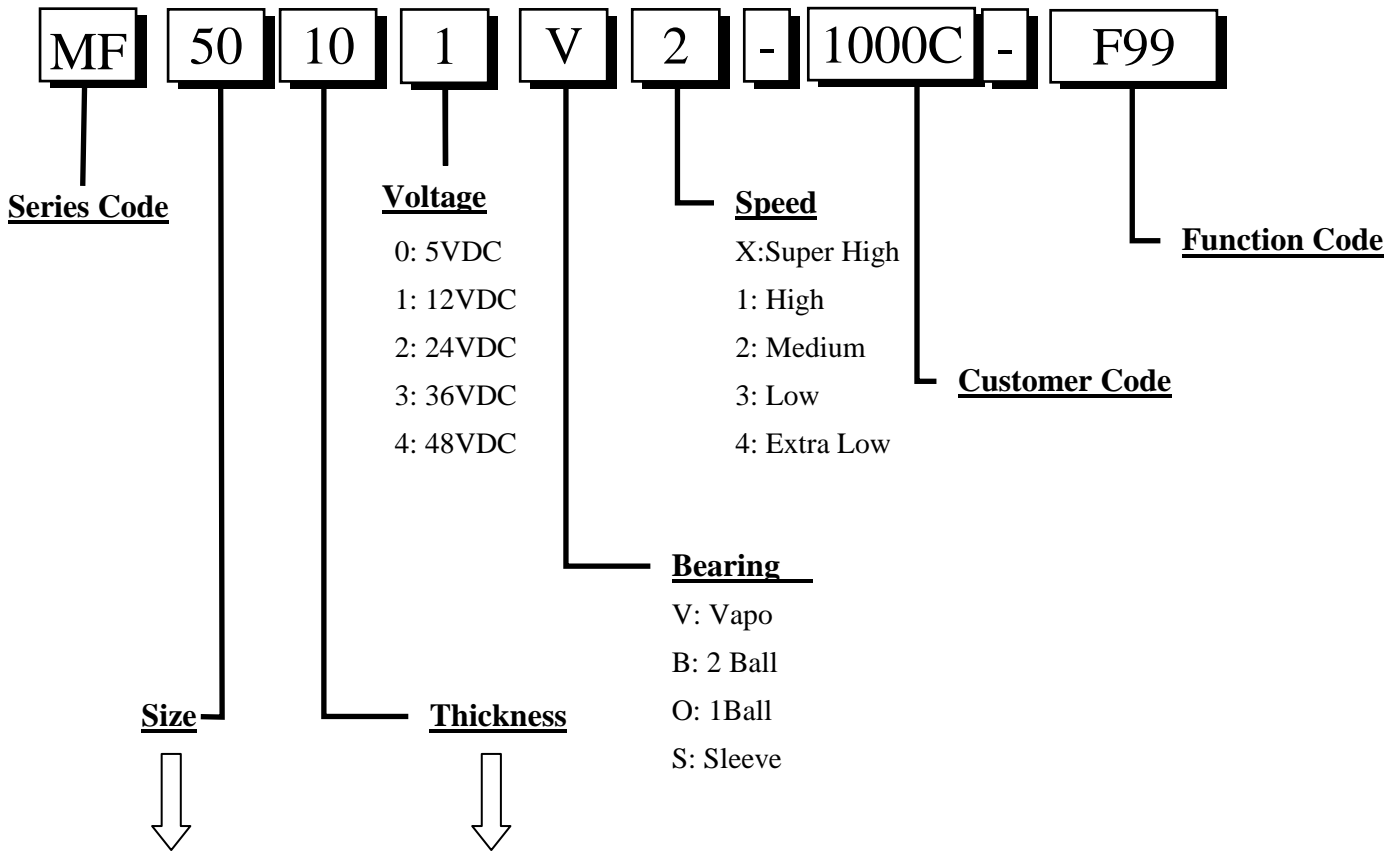 MF 50 10 1 V 2 - 1000C - F99
Series Code
Voltage
0: 5VDC
1: 12VDC
2: 24VDC
3: 36VDC
4: 48VDC
Speed
X:Super High
1: High
2: Medium
3: Low
4: Extra Low
Function Code
Customer Code
Bearing
V: Vapo
B: 2 Ball
O: 1Ball
S: Sleeve
Size
Thickness